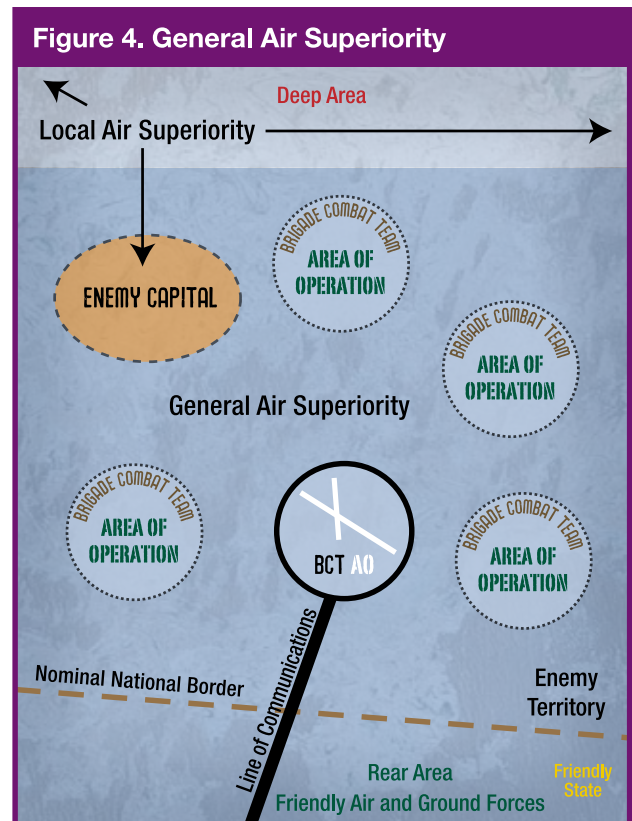 Figure 4. General Air Superiority
Deep Area
Local Air Superiority
BRIGADE COMBAT TEAM
AREA OF
OPERATION
ENEMY CAPITAL
BRIGADE COMBAT TEAM
AREA OF
OPERATION
General Air Superiority
BRIGADE COMBAT TEAM
AREA OF
OPERATION
BCT AO
BRIGADE COMBAT TEAM
AREA OF
OPERATION
Line of Communications
Nominal National Border
Enemy
Territory
Rear Area
Friendly Air and Ground Forces
Friendly
State